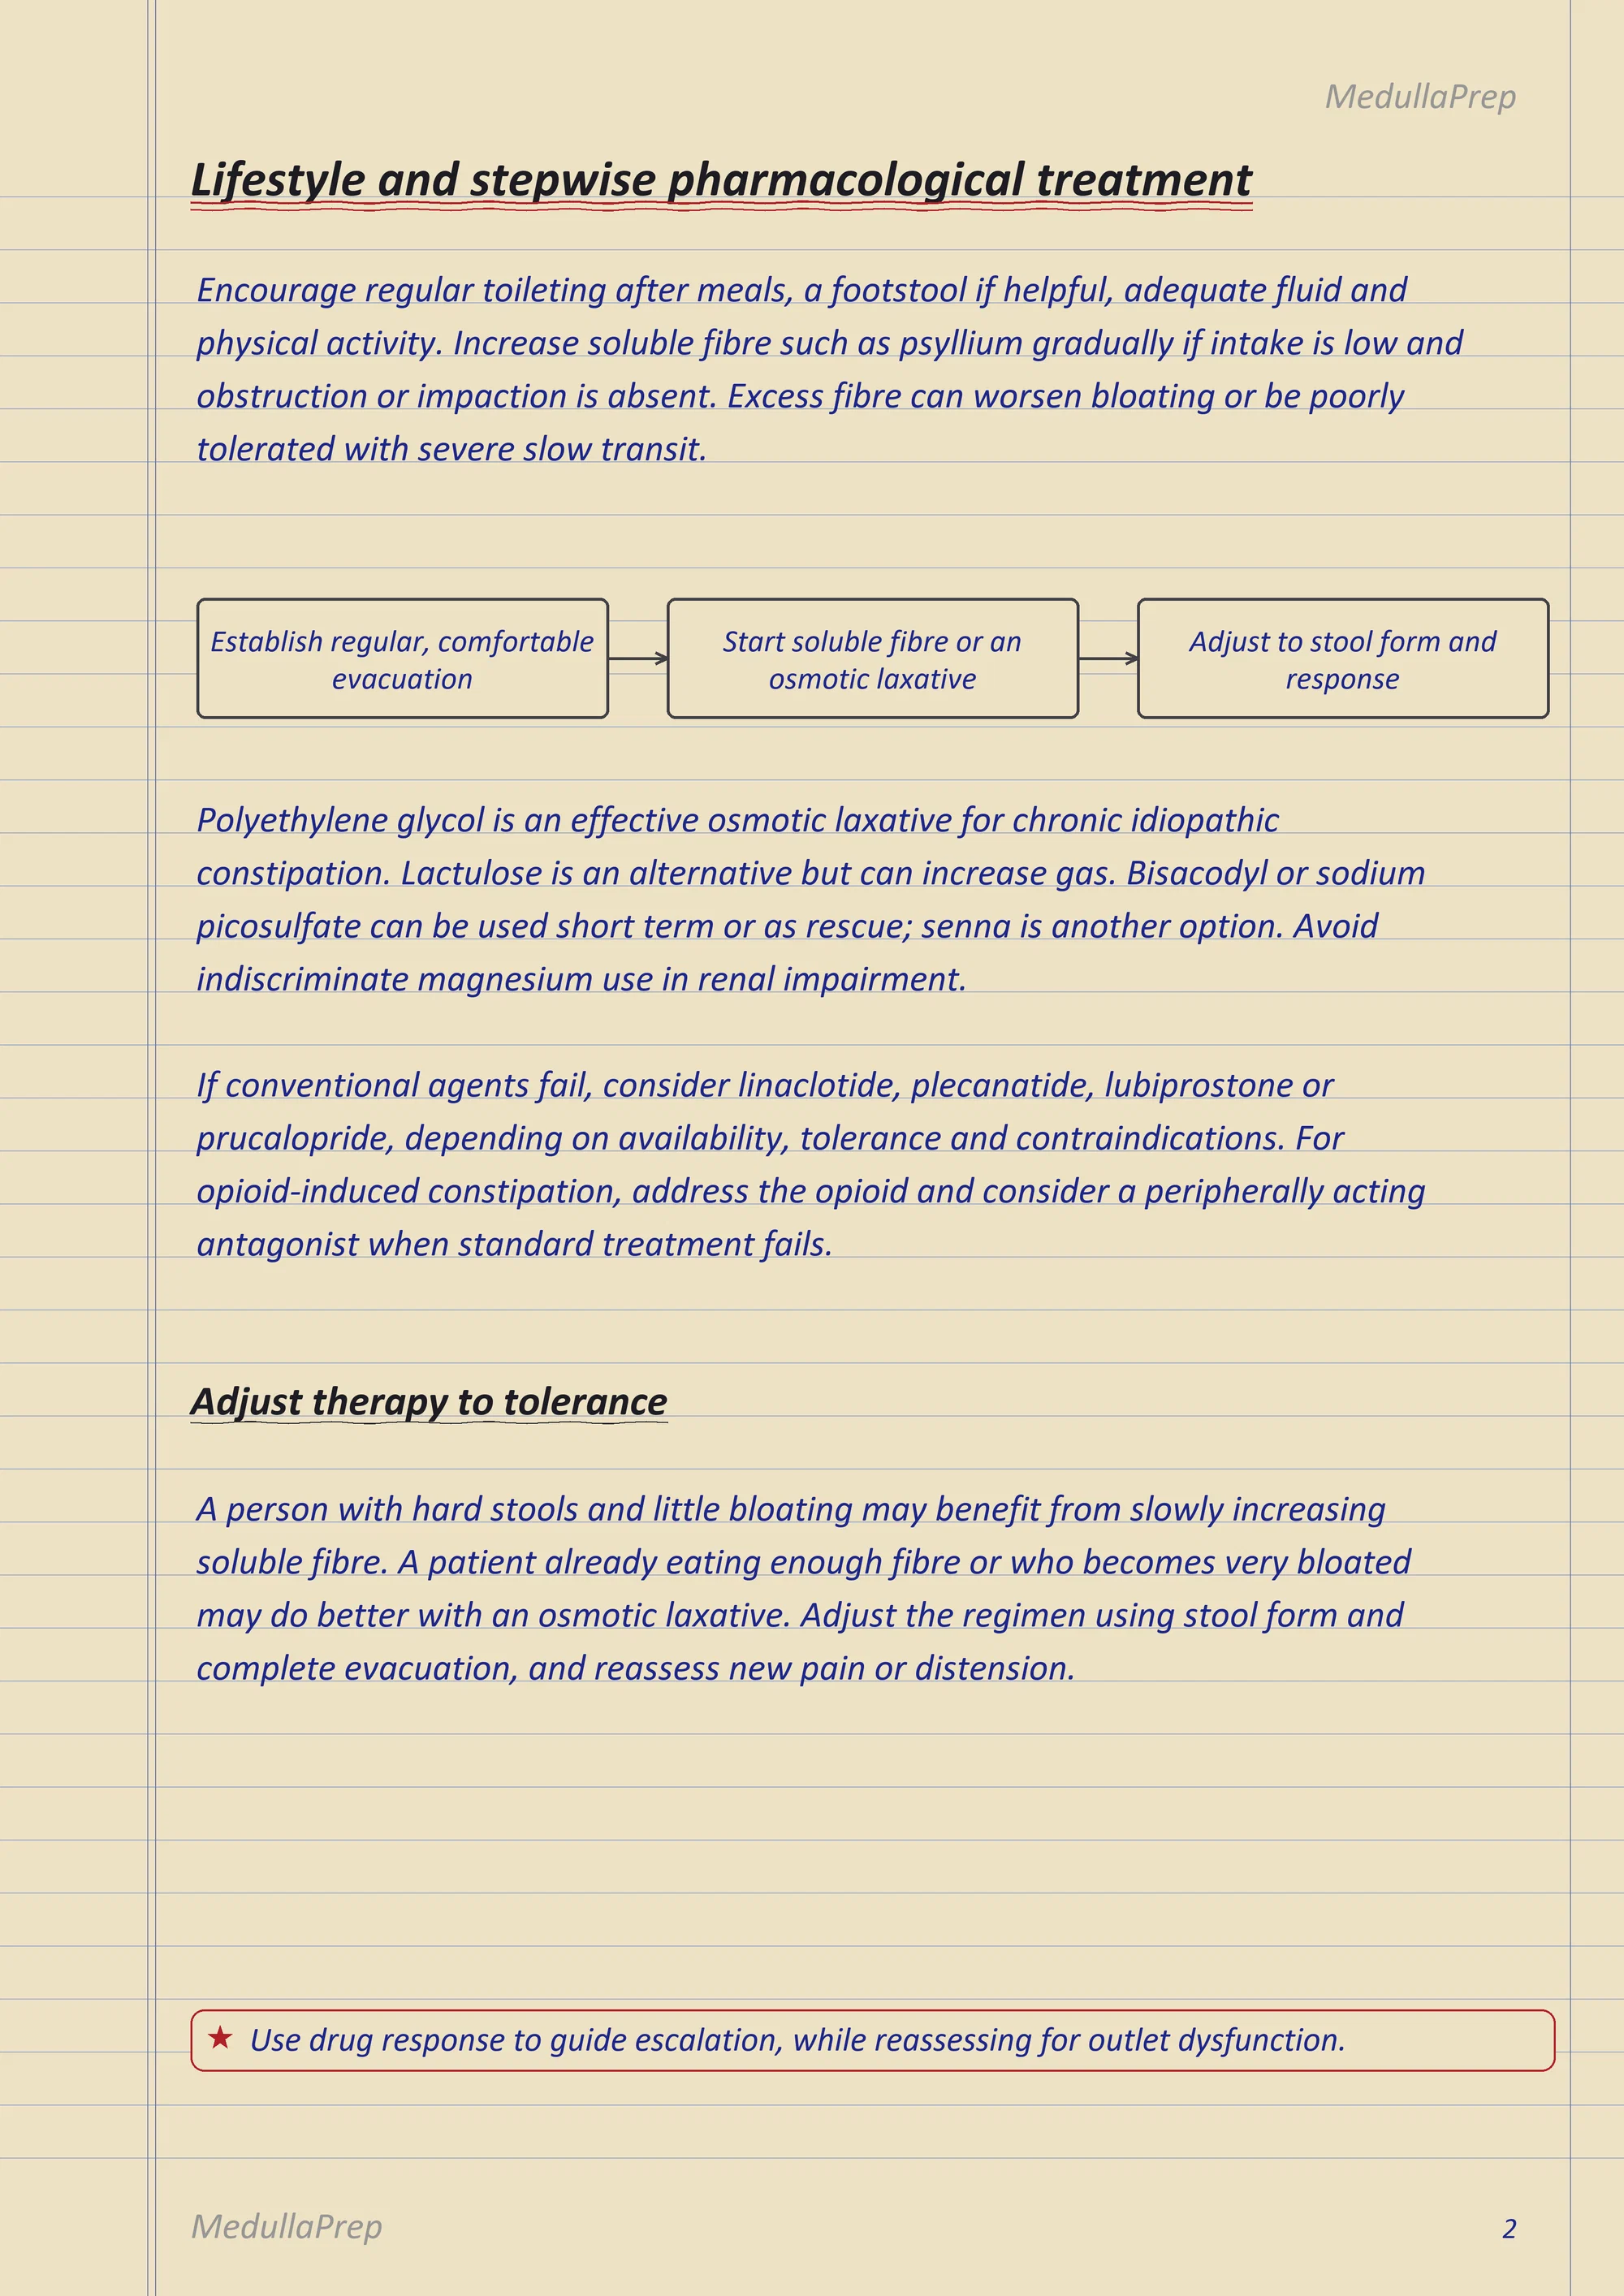 MedullaPrep
Lifestyle and stepwise pharmacological treatment
Encourage regular toileting after meals, a footstool if helpful, adequate fluid and
physical activity. Increase soluble fibre such as psyllium gradually if intake is low and
obstruction or impaction is absent. Excess fibre can worsen bloating or be poorly
tolerated with severe slow transit.
Establish regular, comfortable
evacuation
Start soluble fibre or an
osmotic laxative
Adjust to stool form and
response
Polyethylene glycol is an effective osmotic laxative for chronic idiopathic
constipation. Lactulose is an alternative but can increase gas. Bisacodyl or sodium
picosulfate can be used short term or as rescue; senna is another option. Avoid
indiscriminate magnesium use in renal impairment.
If conventional agents fail, consider linaclotide, plecanatide, lubiprostone or
prucalopride, depending on availability, tolerance and contraindications. For
opioid-induced constipation, address the opioid and consider a peripherally acting
antagonist when standard treatment fails.
Adjust therapy to tolerance
A person with hard stools and little bloating may benefit from slowly increasing
soluble fibre. A patient already eating enough fibre or who becomes very bloated
may do better with an osmotic laxative. Adjust the regimen using stool form and
complete evacuation, and reassess new pain or distension.
★ Use drug response to guide escalation, while reassessing for outlet dysfunction.
MedullaPrep
2